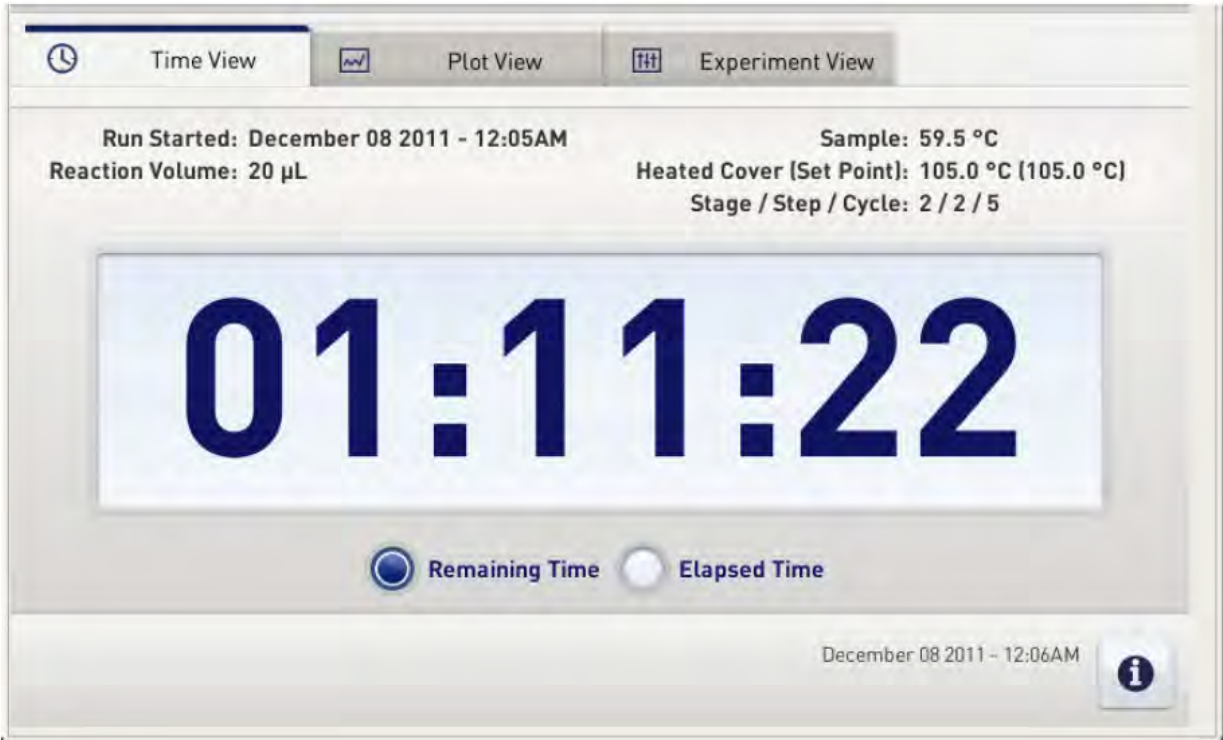 Time View Plot View Experiment View
Run Started: December 08 2011 - 12:05AM
Reaction Volume: 20 µL
Sample: 59.5 °C
Heated Cover (Set Point): 105.0 °C (105.0 °C)
Stage / Step / Cycle: 2 / 2 / 5
01:11:22
Remaining Time Elapsed Time
December 08 2011 - 12:06AM